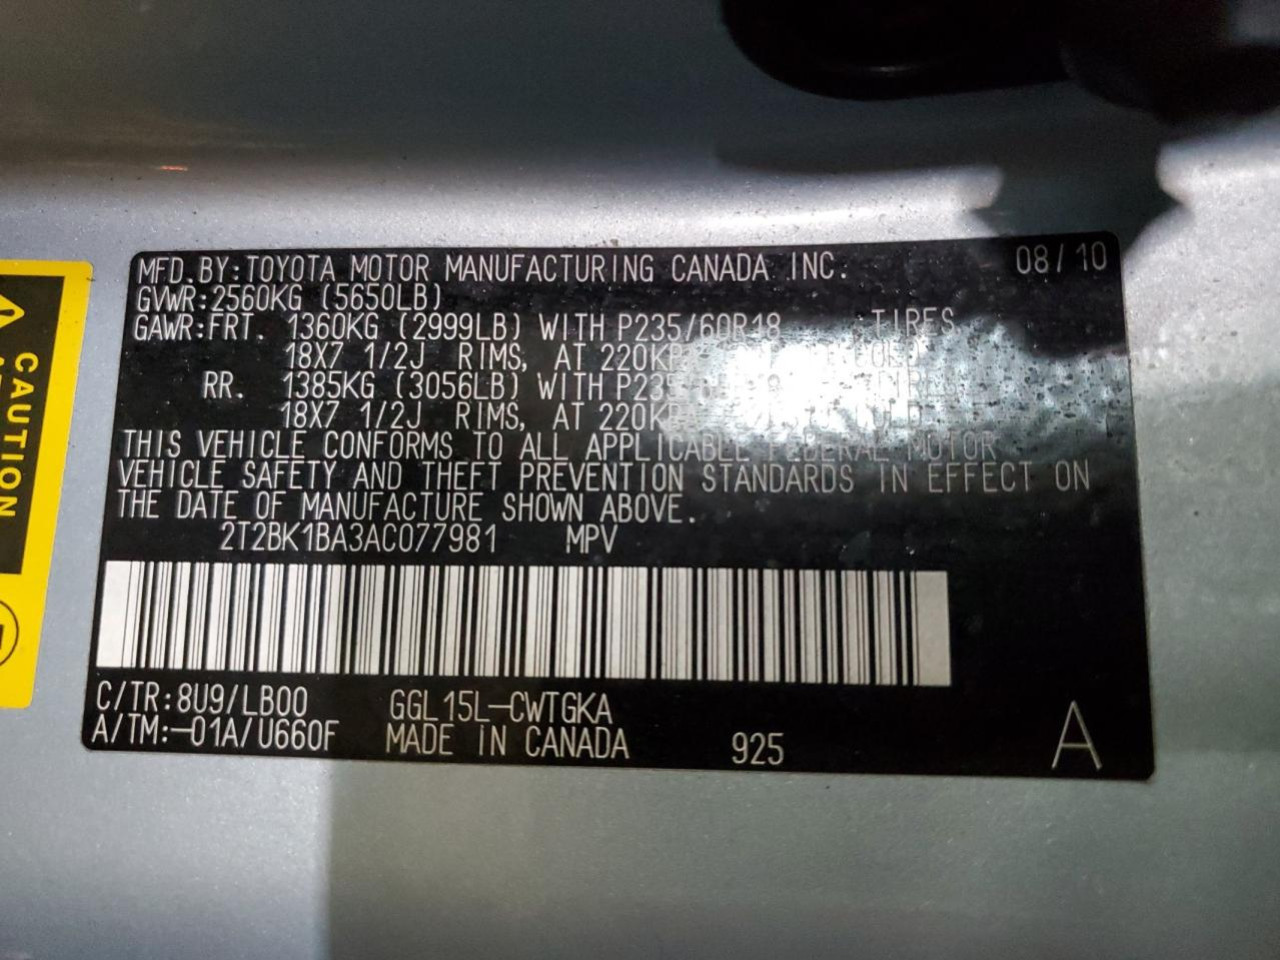 MFD.BY:TOYOTA MOTOR MANUFACTURING CANADA INC. 08/10
GVWR:2560KG (5650LB)
GAWR:FRT. 1360KG (2999LB) WITH P235/60R18 TIRES,
18X7 1/2J RIMS, AT 220KP
RR. 1385KG (3056LB) WITH P235
18X7 1/2J RIMS, AT 220KP
THIS VEHICLE CONFORMS TO ALL APPLICABLE FEDERAL MOTOR
VEHICLE SAFETY AND THEFT PREVENTION STANDARDS IN EFFECT ON
THE DATE OF MANUFACTURE SHOWN ABOVE.
2T2BK1BA3AC077981 MPV
C/TR:8U9/LB00 GGL15L-CWTGKA
A/TM:-01A/U660F MADE IN CANADA 925 A
CAUTION